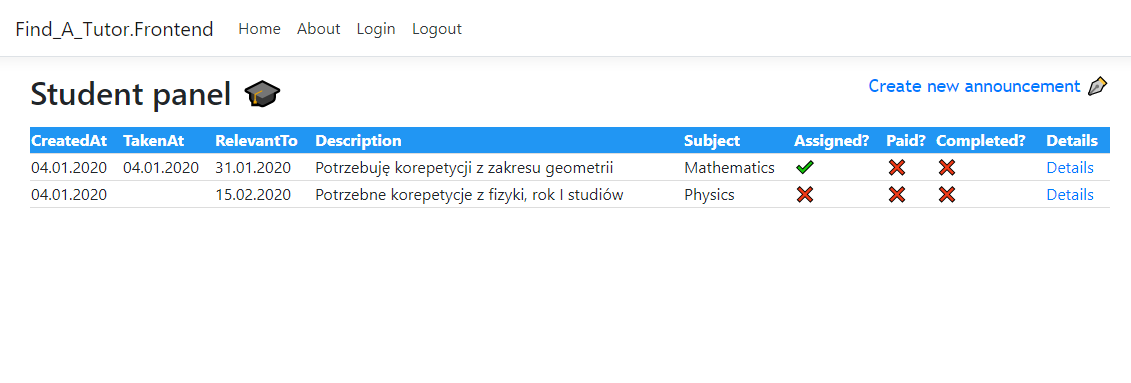 Find_A_Tutor.Frontend Home About Login Logout
Student panel
Create new announcement
CreatedAt TakenAt RelevantTo Description Subject Assigned? Paid? Completed? Details
04.01.2020 04.01.2020 31.01.2020 Potrzebuję korepetycji z zakresu geometrii Mathematics Details
04.01.2020 15.02.2020 Potrzebne korepetycje z fizyki, rok I studiów Physics Details